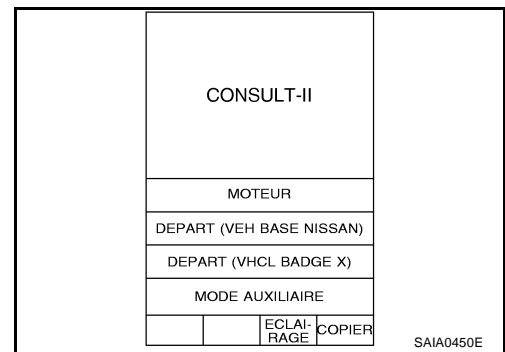 CONSULT-II
MOTEUR
DEPART (VEH BASE NISSAN)
DEPART (VHCL BADGE X)
MODE AUXILIAIRE
ECLAI-
RAGE
COPIER
SAIA0450E